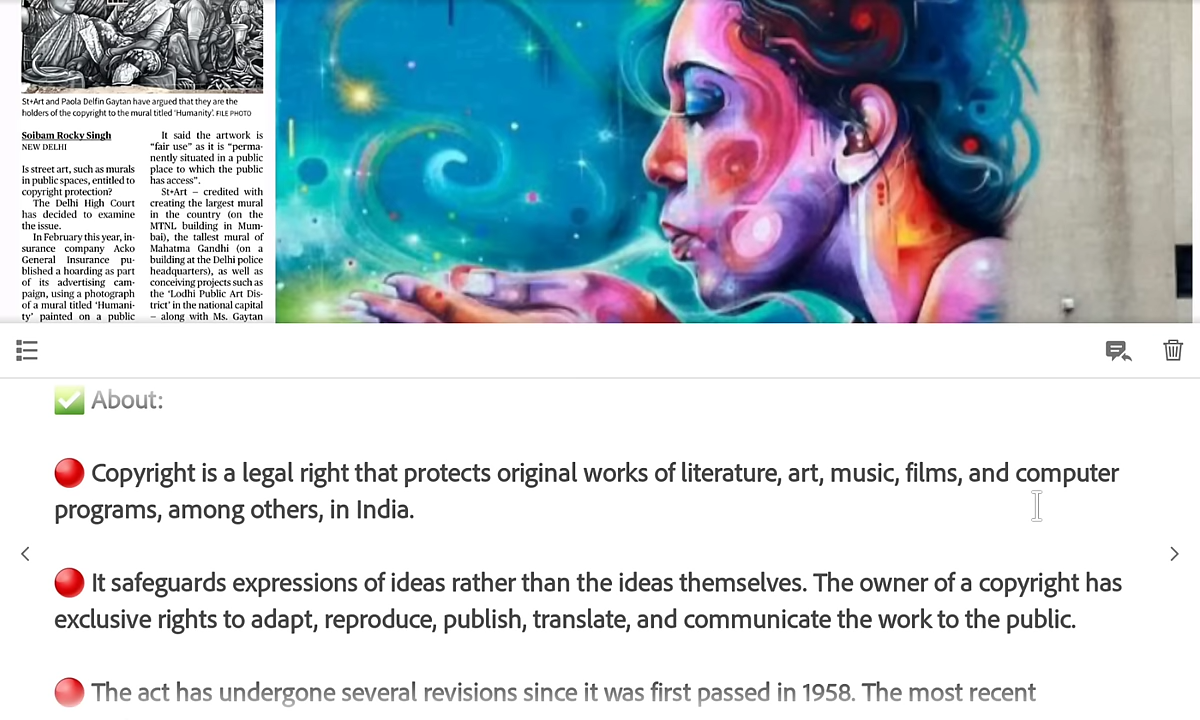 St+Art and Paola Delfin Gaytan have argued that they are the
holders of the copyright to the mural titled ‘Humanity’. FILE PHOTO
Soibam Rocky Singh
NEW DELHI
Is street art, such as murals
in public spaces, entitled to
copyright protection?
The Delhi High Court
has decided to examine
the issue.
In February this year, in-
surance company Acko
General Insurance pu-
blished a hoarding as part
of its advertising cam-
paign, using a photograph
of a mural titled ‘Humani-
ty’ painted on a public
It said the artwork is
“fair use” as it is “perma-
nently situated in a public
place to which the public
has access”.
St+Art – credited with
creating the largest mural
in the country (on the
MTNL building in Mum-
bai), the tallest mural of
Mahatma Gandhi (on a
building at the Delhi police
headquarters), as well as
conceiving projects such as
the ‘Lodhi Public Art Dis-
trict’ in the national capital
– along with Ms. Gaytan
✅ About:
🔴 Copyright is a legal right that protects original works of literature, art, music, films, and computer
programs, among others, in India.
🔴 It safeguards expressions of ideas rather than the ideas themselves. The owner of a copyright has
exclusive rights to adapt, reproduce, publish, translate, and communicate the work to the public.
🔴 The act has undergone several revisions since it was first passed in 1958. The most recent